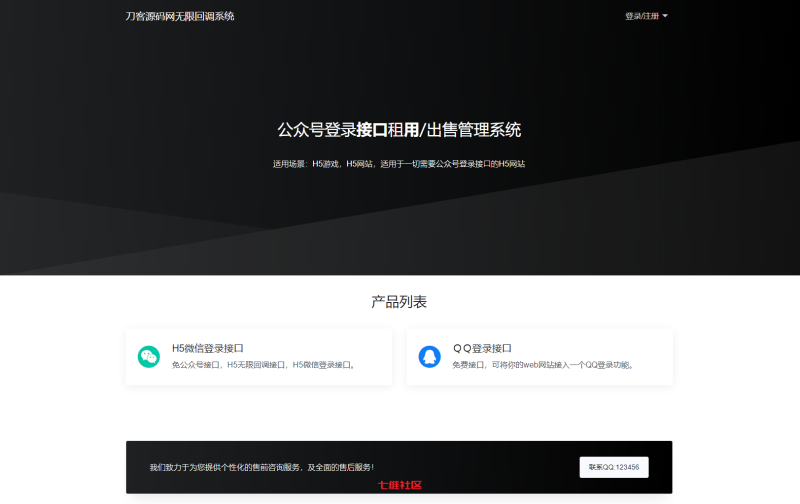 刀客源码网无限回调系统
登录/注册
公众号登录接口租用/出售管理系统
适用场景：H5游戏，H5网站，适用于一切需要公众号登录接口的H5网站
产品列表
H5微信登录接口
免公众号接口，H5无限回调接口，H5微信登录接口。
ＱＱ登录接口
免费接口，可将你的web网站接入一个QQ登录功能。
我们致力于为您提供个性化的售前咨询服务，及全面的售后服务！
联系QQ:123456
七维社区